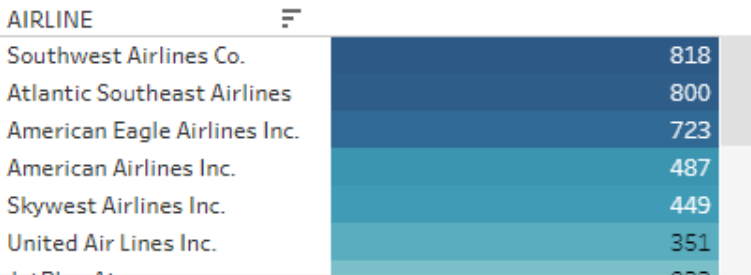 AIRLINE
Southwest Airlines Co. 818
Atlantic Southeast Airlines 800
American Eagle Airlines Inc. 723
American Airlines Inc. 487
Skywest Airlines Inc. 449
United Air Lines Inc. 351